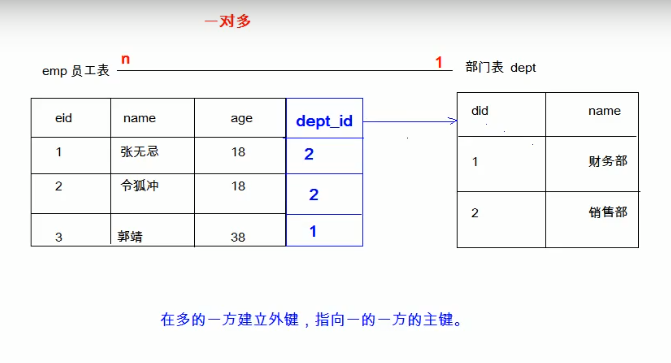 一对多
emp 员工表 n 1 部门表 dept
eid name age dept_id
1 张无忌 18 2
2 令狐冲 18 2
3 郭靖 38 1
did name
1 财务部
2 销售部
在多的一方建立外键，指向一的一方的主键。